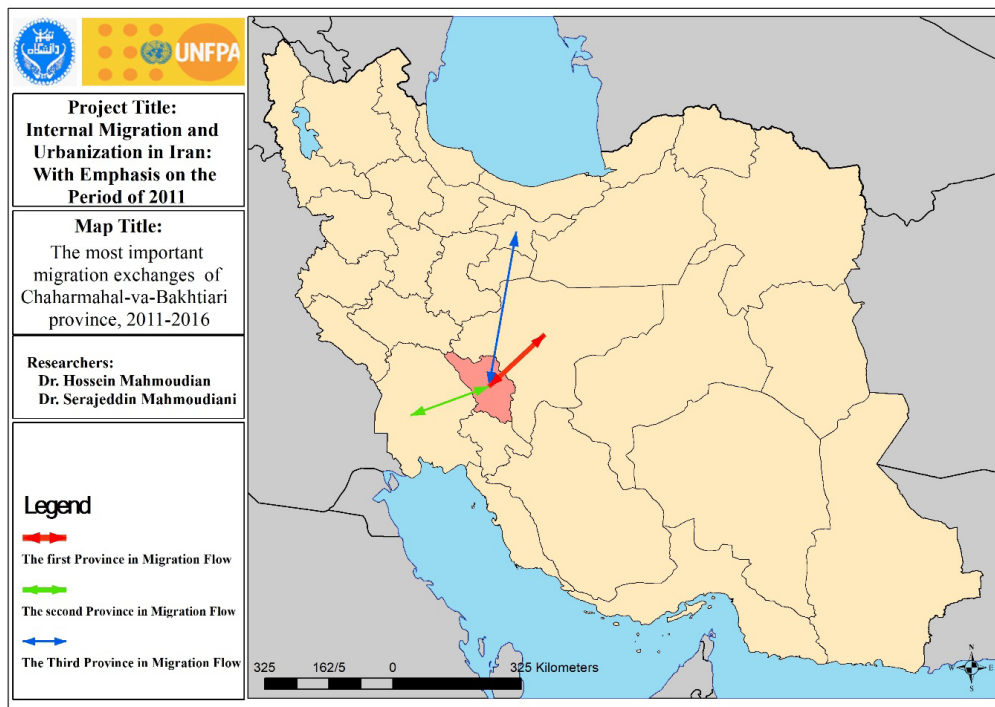 دانشگاه
تهران
UNFPA
Project Title:
Internal Migration and
Urbanization in Iran:
With Emphasis on the
Period of 2011
Map Title:
The most important
migration exchanges of
Chaharmahal-va-Bakhtiari
province, 2011-2016
Researchers:
Dr. Hossein Mahmoudian
Dr. Serajeddin Mahmoudiani
Legend
The first Province in Migration Flow
The second Province in Migration Flow
The Third Province in Migration Flow
325 162/5 0 325 Kilometers
N
W E
S